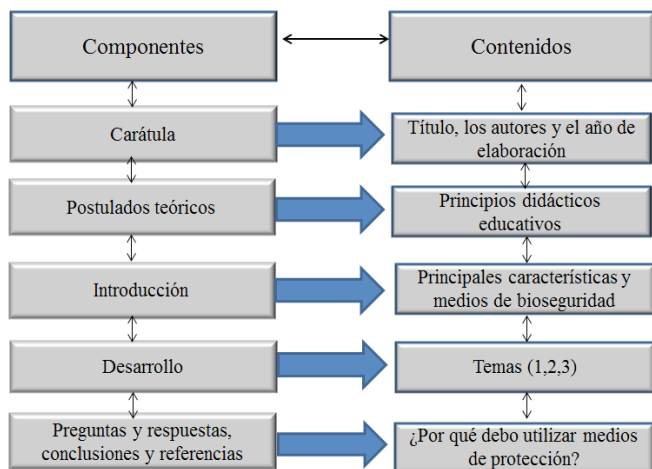 Componentes
Contenidos
Carátula
Título, los autores y el año de
elaboración
Postulados teóricos
Principios didácticos
educativos
Introducción
Principales características y
medios de bioseguridad
Desarrollo
Temas (1,2,3)
Preguntas y respuestas,
conclusiones y referencias
¿Por qué debo utilizar medios
de protección?